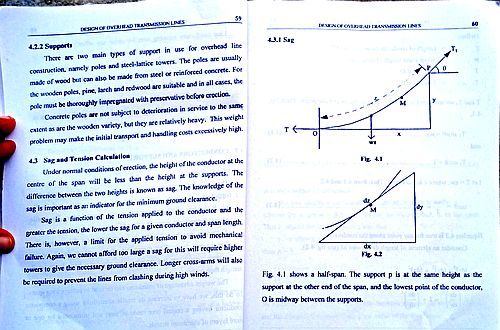 DESIGN OF OVERHEAD TRANSMISSION LINES 59
4.2.2 Supports
There are two main types of support in use for overhead line
construction, namely poles and steel-lattice towers. The poles are usually
made of wood but can also be made from steel or reinforced concrete. For
the wooden poles, pine, larch and redwood are suitable and in all cases, the
pole must be thoroughly impregnated with preservative before erection.
Concrete poles are not subject to deterioration in service to the same
extent as are the wooden variety, but they are relatively heavy. This weight
problem may make the initial transport and handling costs excessively high.
4.3 Sag and Tension Calculation
Under normal conditions of erection, the height of the conductor at the
centre of the span will be less than the height at the supports. The
difference between the two heights is known as sag. The knowledge of the
sag is important as an indicator for the minimum ground clearance.
Sag is a function of the tension applied to the conductor and the
greater the tension, the lower the sag for a given conductor and span length.
There is, however, a limit for the applied tension to avoid mechanical
failure. Again, we cannot afford too large a sag for this will require higher
towers to give the necessary ground clearance. Longer cross-arms will also
be required to prevent the lines from clashing during high winds.
DESIGN OF OVERHEAD TRANSMISSION LINES 60
4.3.1 Sag
T₁
P
θ
M
y
T
O
x
ws
Fig. 4.1
dz
M
dy
dx
Fig. 4.2
Fig. 4.1 shows a half-span. The support p is at the same height as the
support at the other end of the span, and the lowest point of the conductor,
O is midway between the supports.